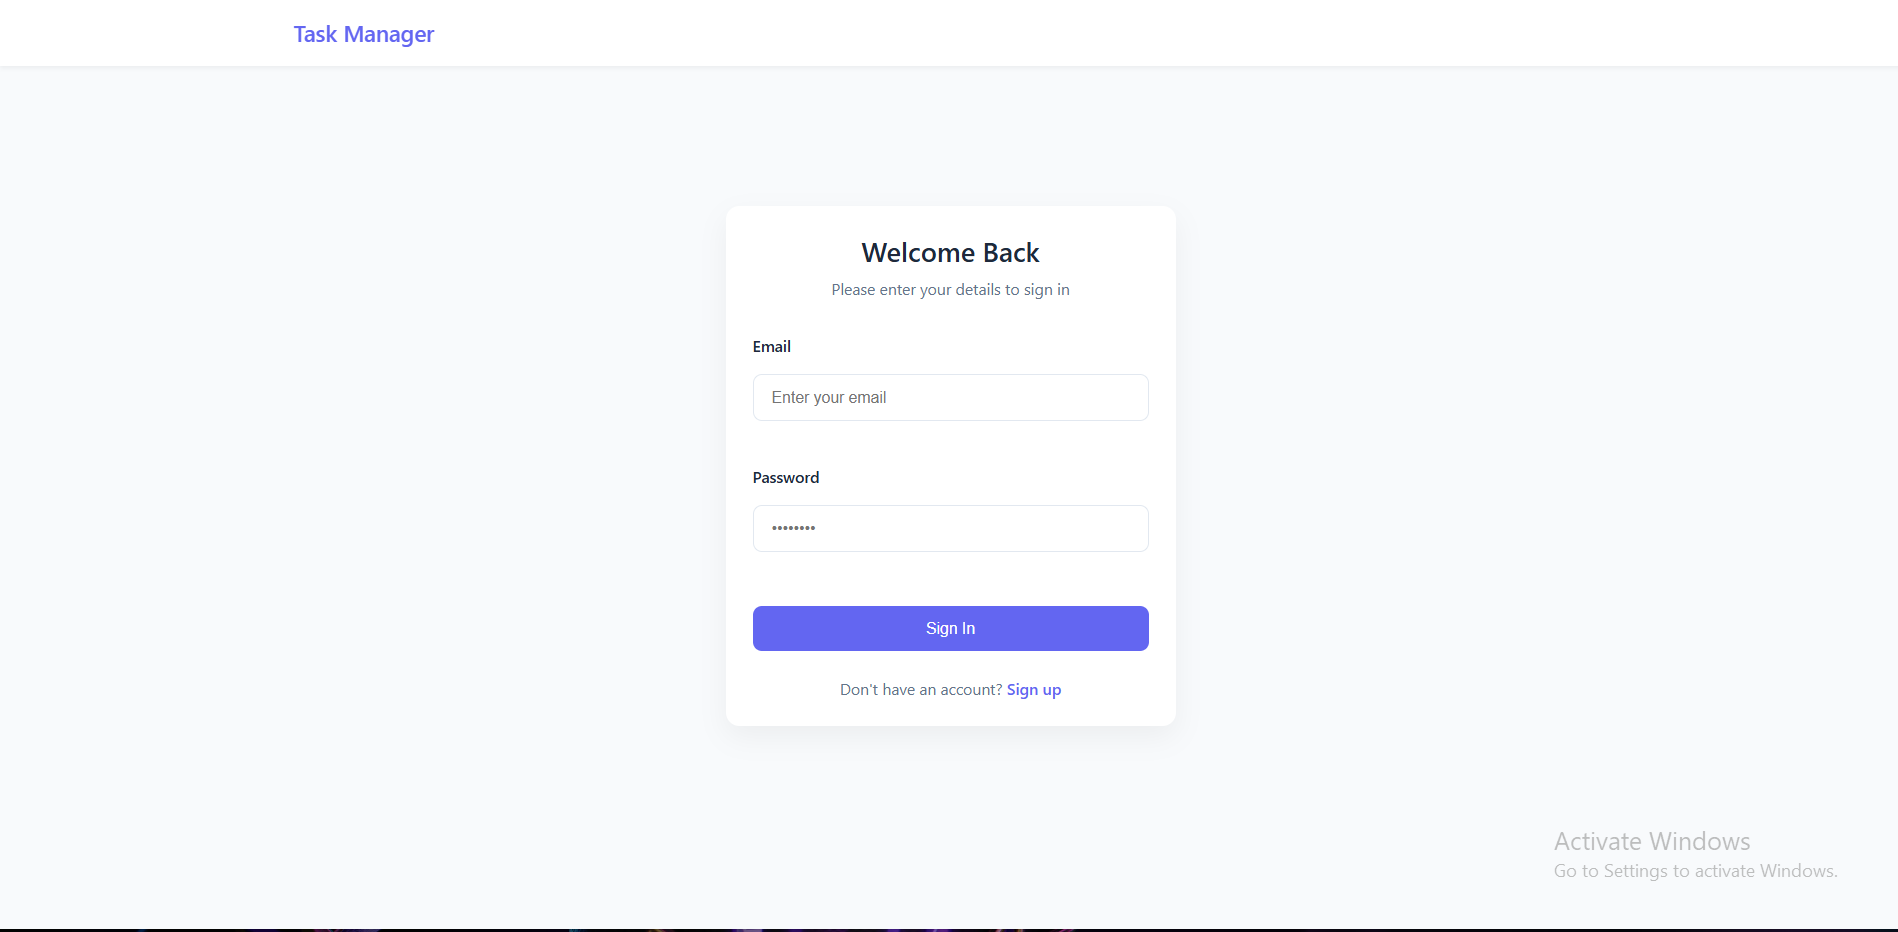 Task Manager
Welcome Back
Please enter your details to sign in
Email
Enter your email
Password
••••••••
Sign In
Don't have an account? Sign up
Activate Windows
Go to Settings to activate Windows.